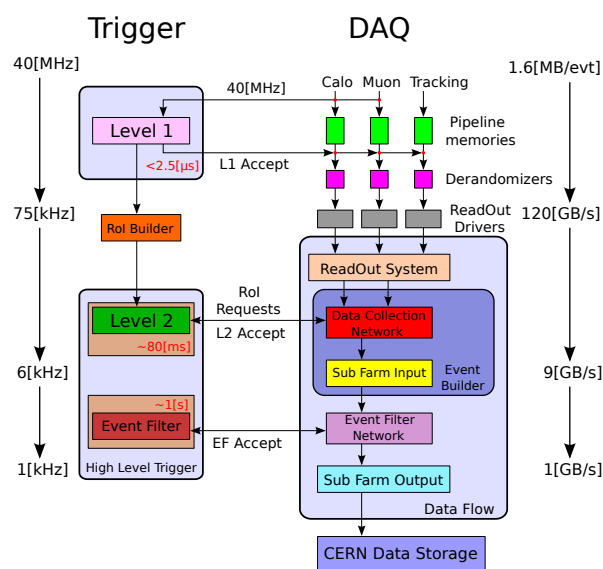 Trigger
DAQ
40[MHz]
1.6[MB/evt]
40[MHz]
Calo
Muon
Tracking
Level 1
<2.5[μs]
Pipeline
memories
L1 Accept
Derandomizers
75[kHz]
120[GB/s]
RoI Builder
ReadOut
Drivers
ReadOut System
RoI
Requests
Level 2
L2 Accept
~80[ms]
Data Collection
Network
Sub Farm Input
Event
Builder
6[kHz]
9[GB/s]
~1[s]
Event Filter
EF Accept
Event Filter
Network
1[kHz]
High Level Trigger
Sub Farm Output
1[GB/s]
Data Flow
CERN Data Storage